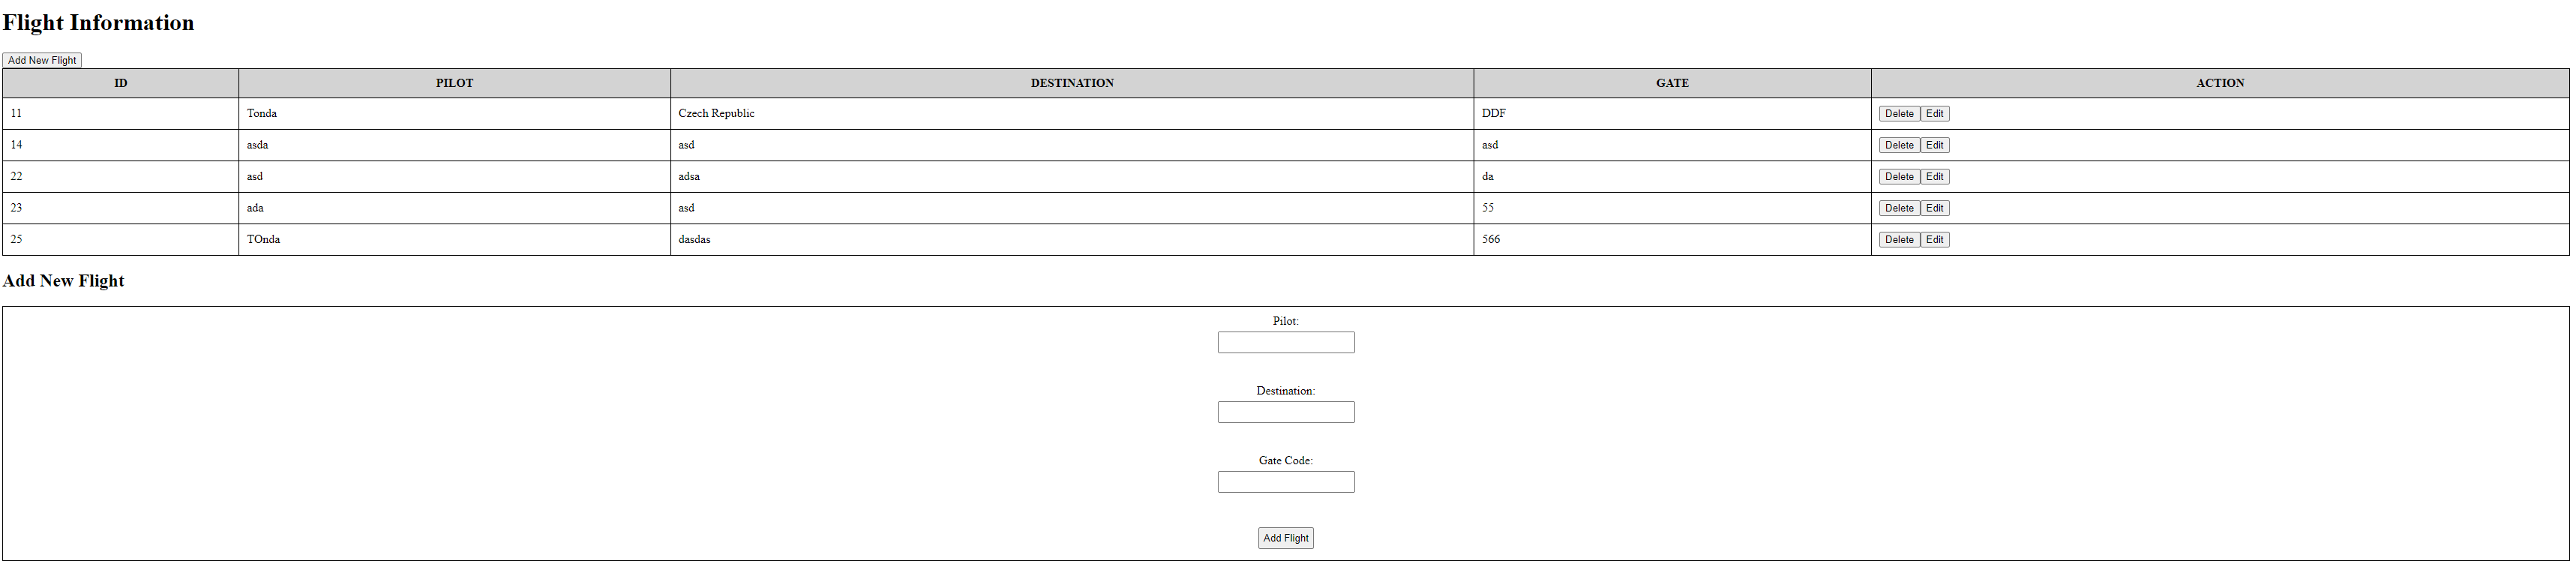 Flight Information
Add New Flight
ID PILOT DESTINATION GATE ACTION
11 Tonda Czech Republic DDF Delete Edit
14 asda asd asd Delete Edit
22 asd adsa da Delete Edit
23 ada asd 55 Delete Edit
25 TOnda dasdas 566 Delete Edit
Add New Flight
Pilot:
Destination:
Gate Code:
Add Flight